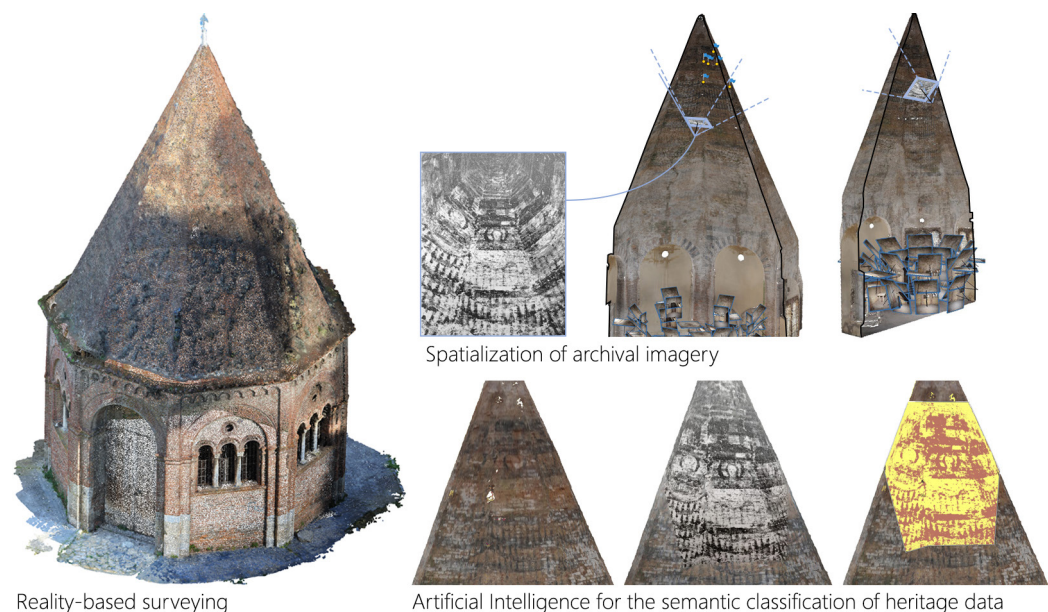 Spatialization of archival imagery
Reality-based surveying
Artificial Intelligence for the semantic classification of heritage data